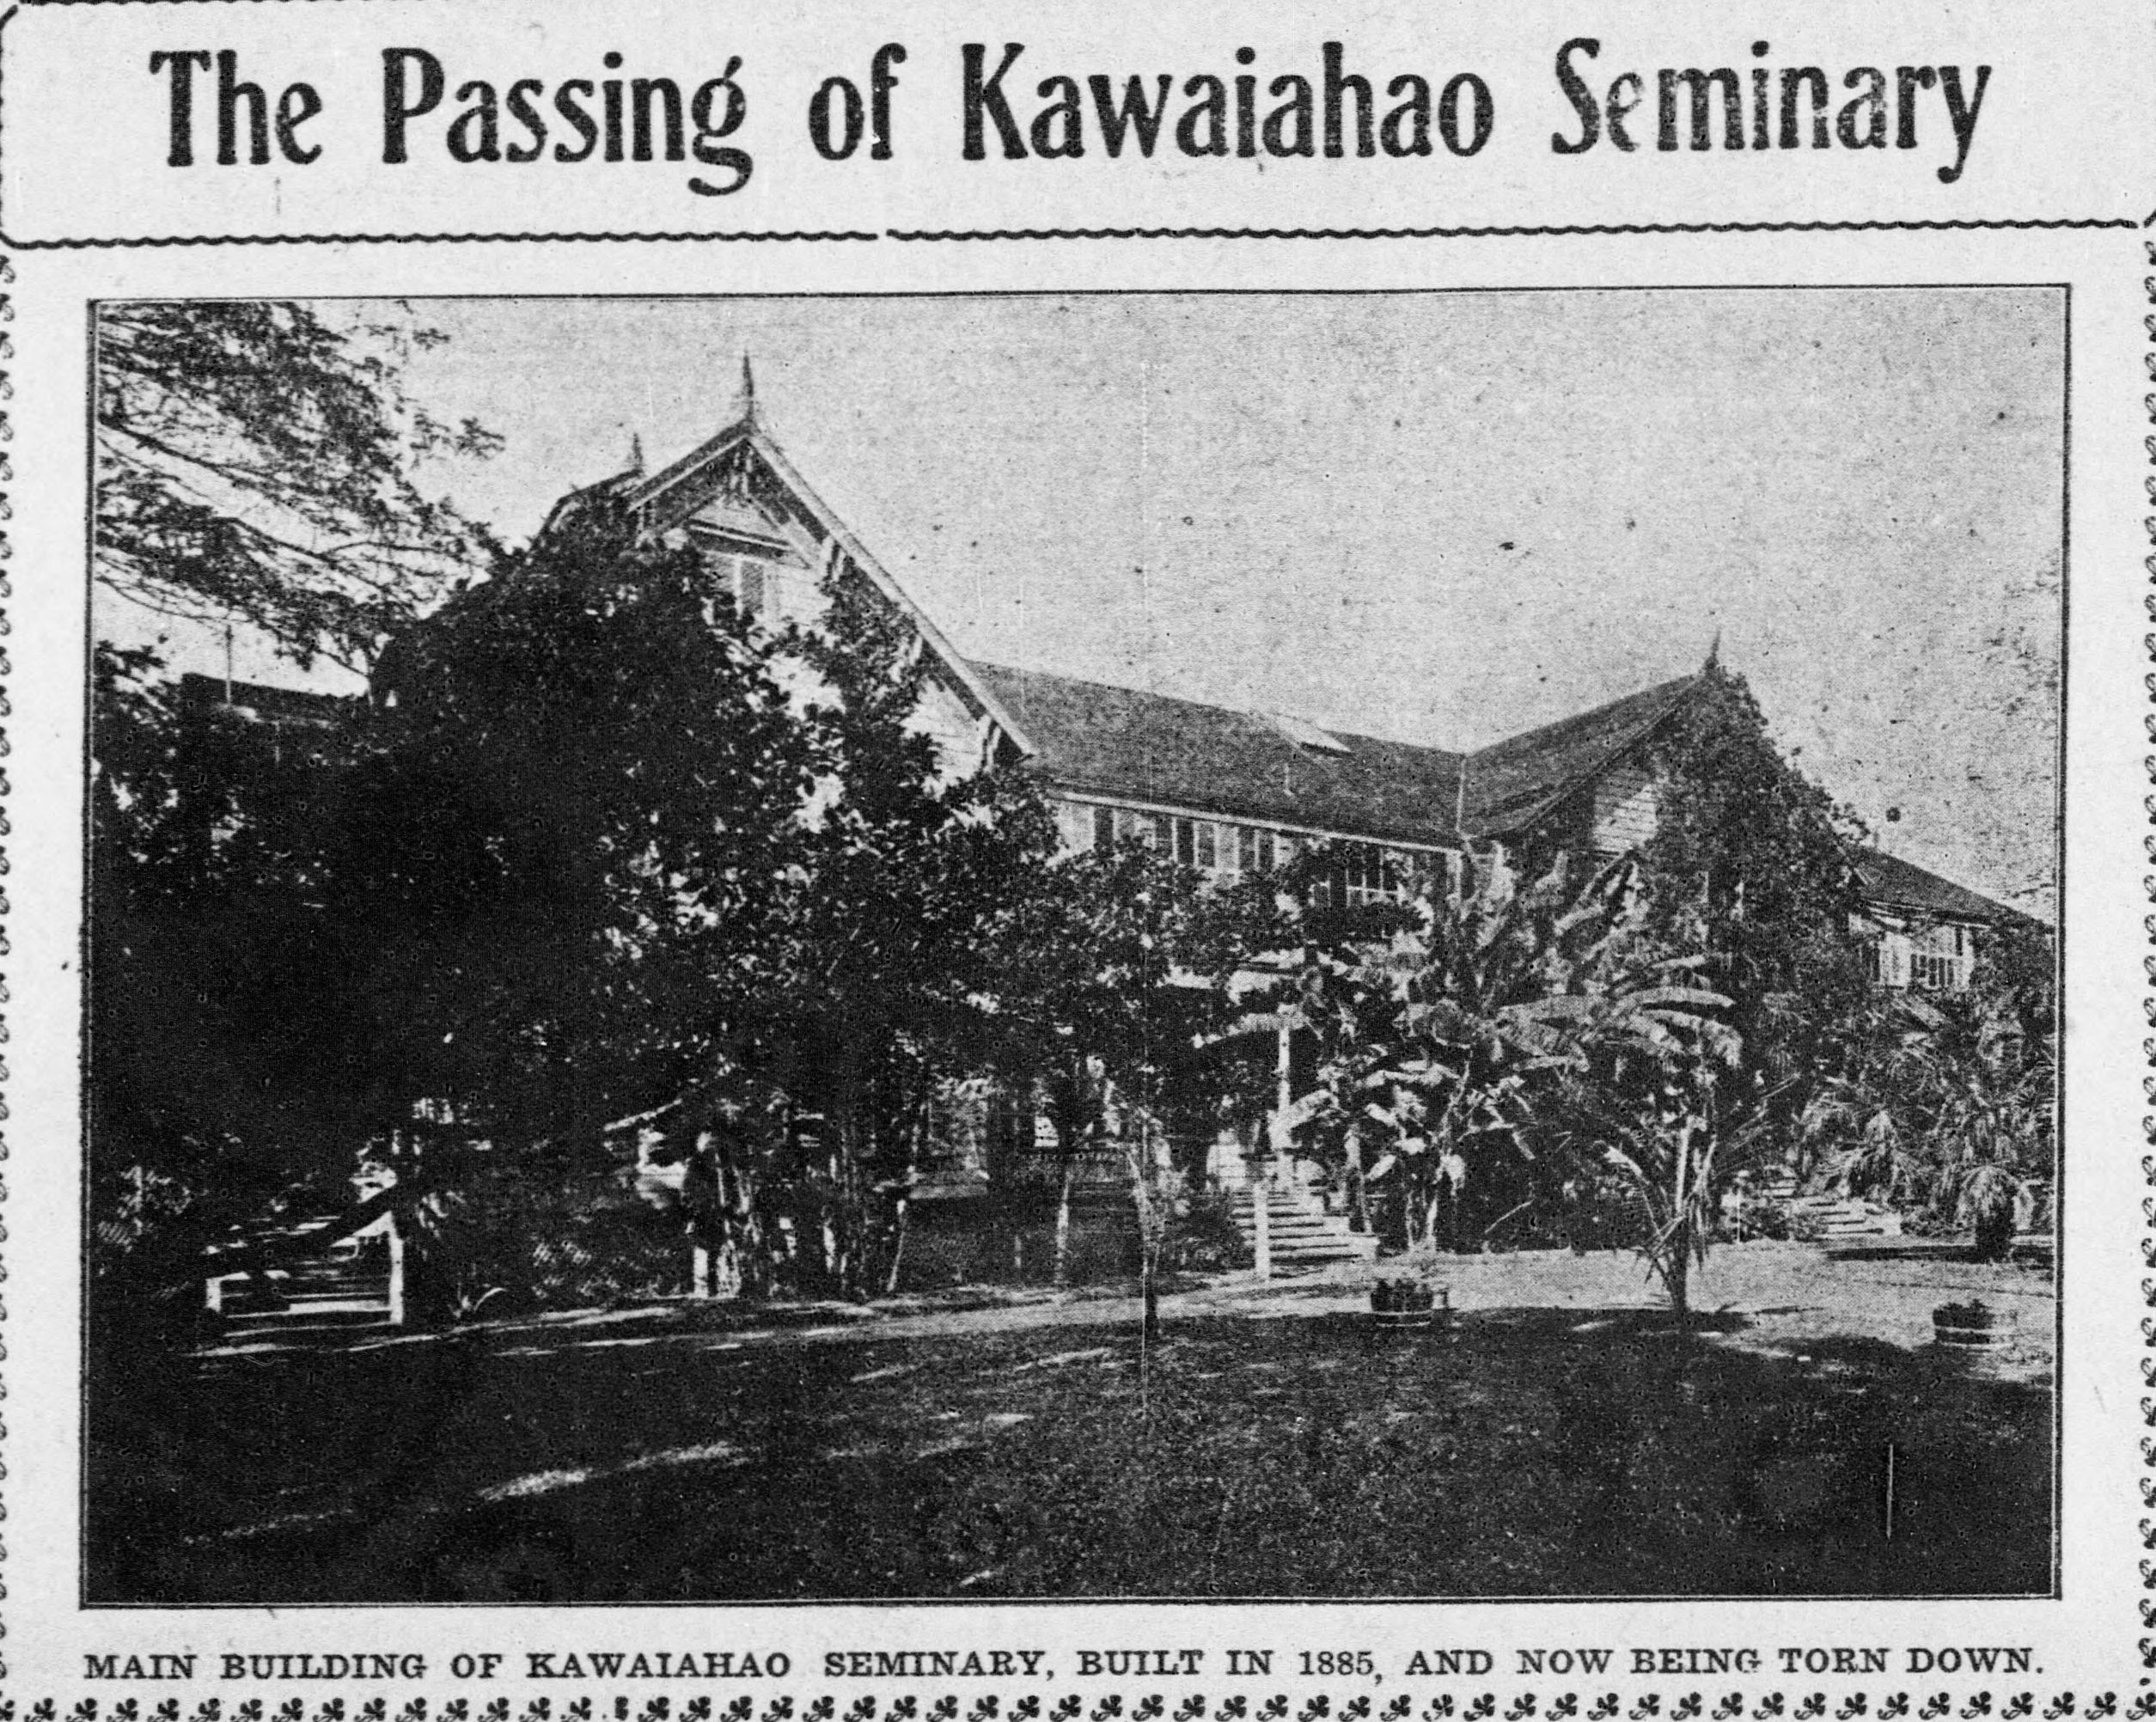 The Passing of Kawaiahao Seminary
MAIN BUILDING OF KAWAIAHAO SEMINARY, BUILT IN 1885, AND NOW BEING TORN DOWN.